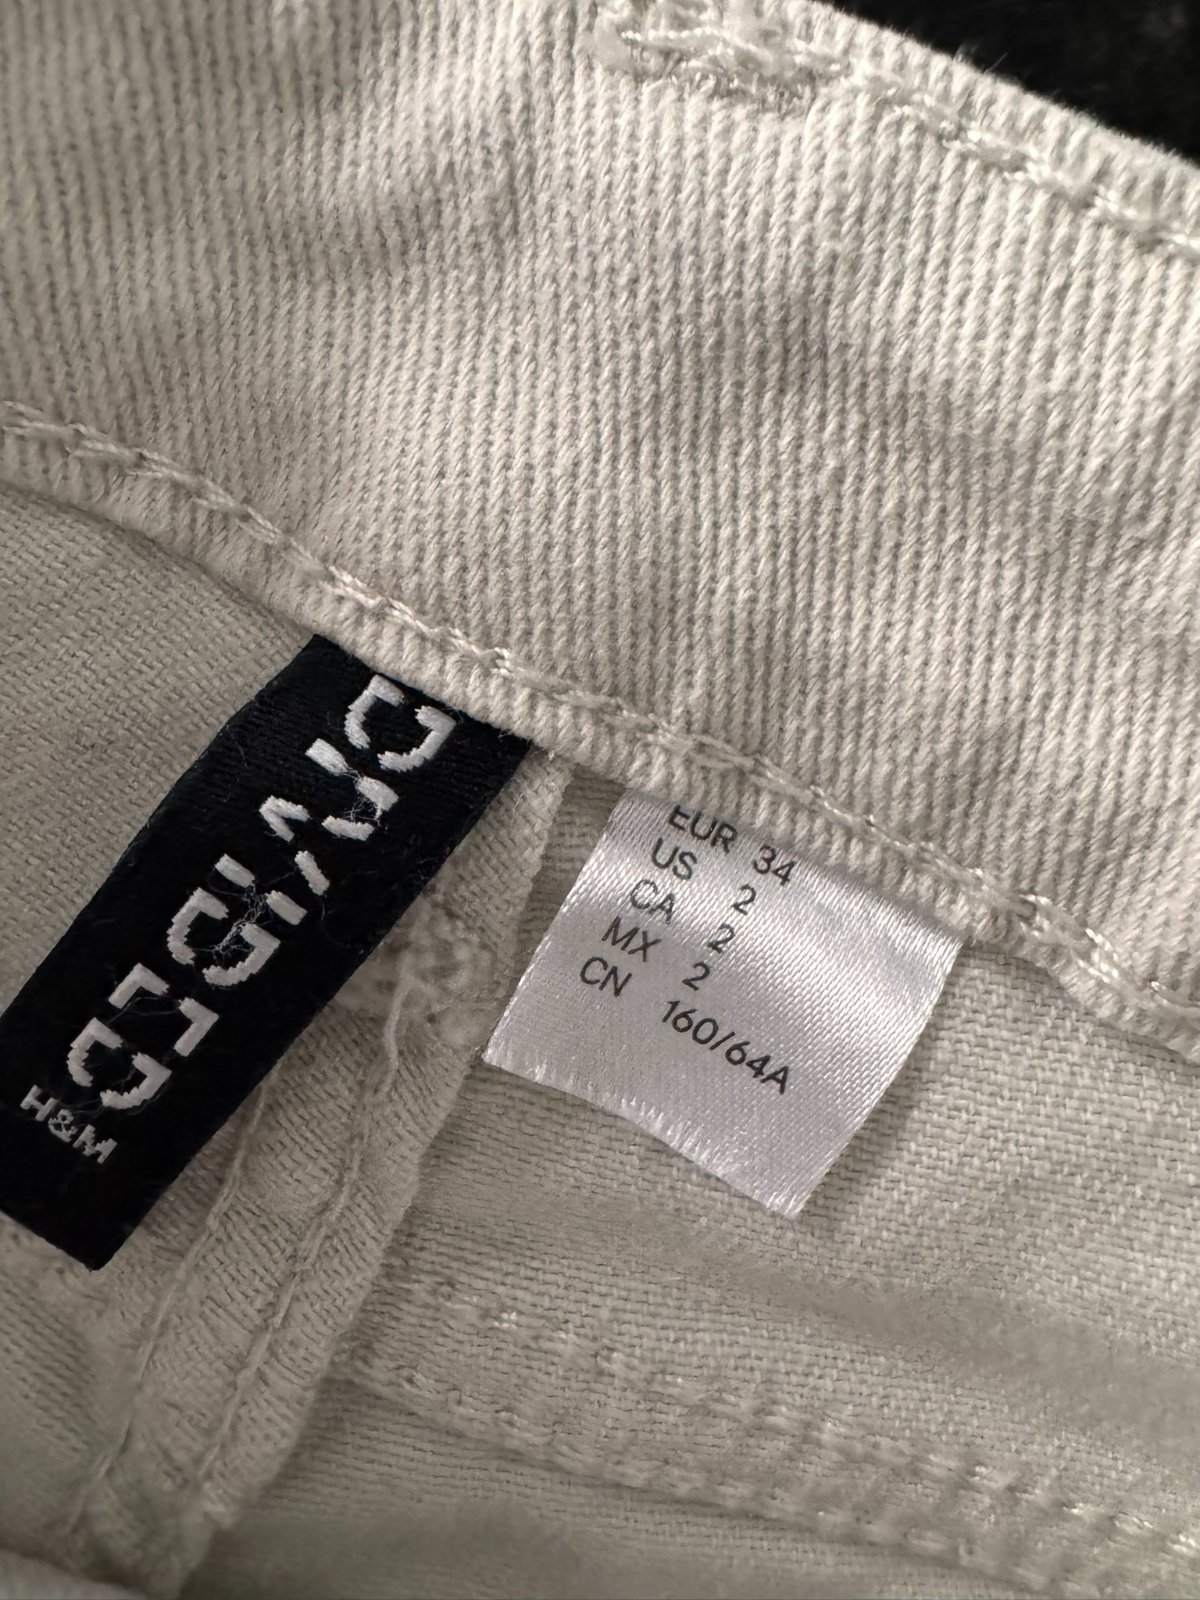 DIVIDED
H&M
EUR 34
US 2
CA 2
MX 2
CN 160/64A